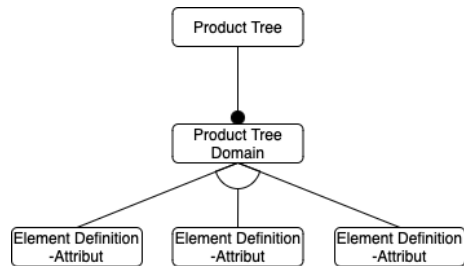 Product Tree
Product Tree
Domain
Element Definition
-Attribut
Element Definition
-Attribut
Element Definition
-Attribut